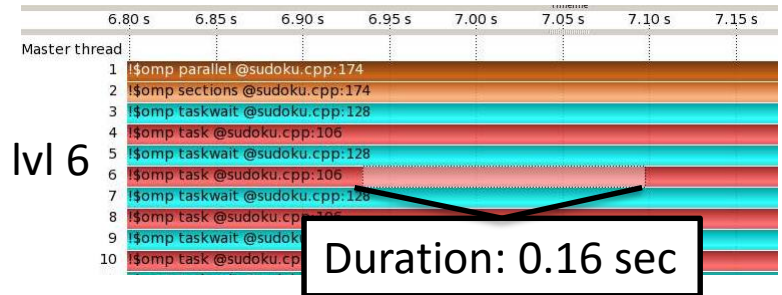 Timeline
6.80 s 6.85 s 6.90 s 6.95 s 7.00 s 7.05 s 7.10 s 7.15 s
Master thread
1 !$omp parallel @sudoku.cpp:174
2 !$omp sections @sudoku.cpp:174
3 !$omp taskwait @sudoku.cpp:128
4 !$omp task @sudoku.cpp:106
5 !$omp taskwait @sudoku.cpp:128
lvl 6
6 !$omp task @sudoku.cpp:106
7 !$omp taskwait @sudoku.cpp:128
8 !$omp task @sudoku.cpp:106
9 !$omp taskwait @sudok
10 !$omp task @sudoku.cp
Duration: 0.16 sec